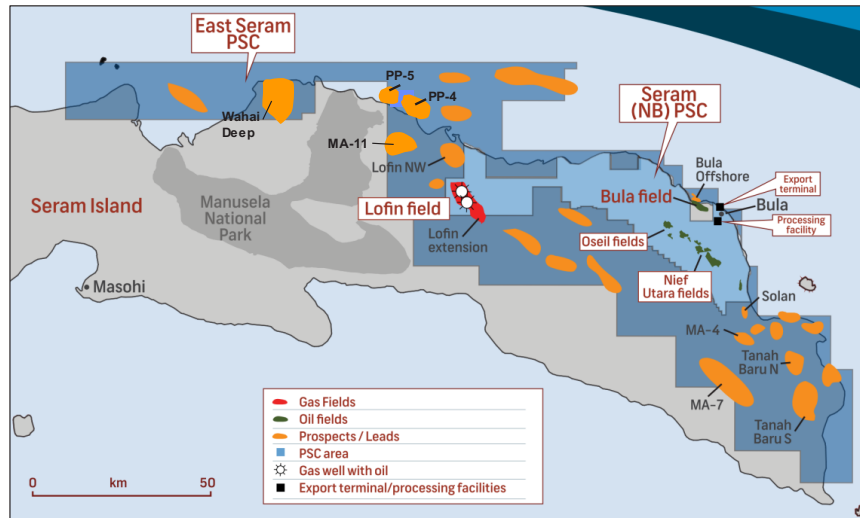 East Seram
PSC
PP-5
PP-4
Wahai
Deep
MA-11
Lofin NW
Seram
(NB) PSC
Bula
Offshore
Export
terminal
Bula
Processing
facility
Bula field
Seram Island
Manusela
National
Park
Lofin field
Lofin
extension
Oseil fields
Nief
Utara fields
Masohi
Solan
MA-4
Tanah
Baru N
MA-7
Tanah
Baru S
Gas Fields
Oil fields
Prospects / Leads
PSC area
Gas well with oil
Export terminal/processing facilities
0 km 50